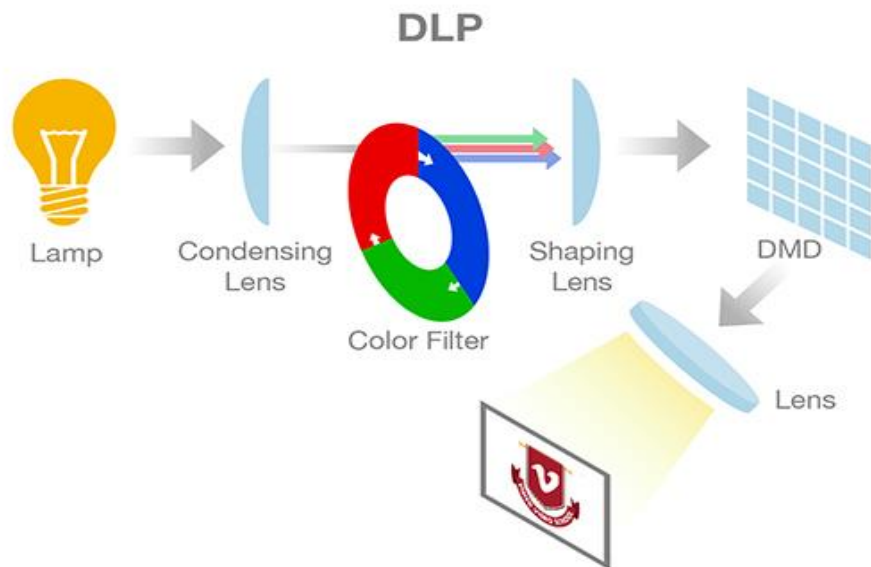 DLP
Lamp
Condensing
Lens
Color Filter
Shaping
Lens
DMD
Lens